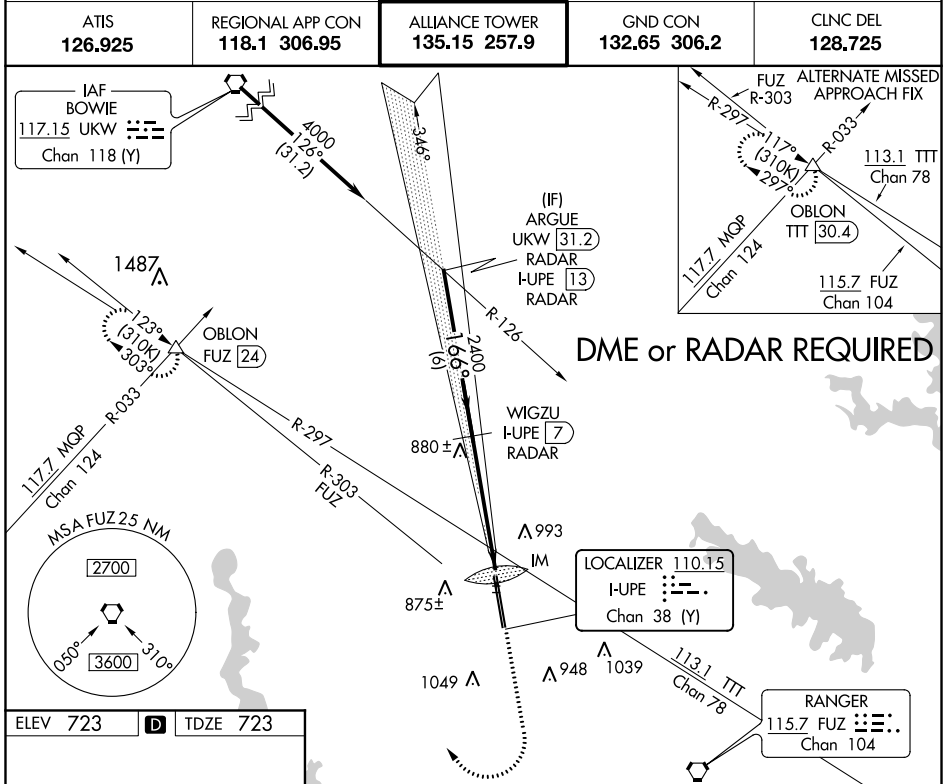 ATIS
126.925
REGIONAL APP CON
118.1 306.95
ALLIANCE TOWER
135.15 257.9
GND CON
132.65 306.2
CLNC DEL
128.725
IAF
BOWIE
117.15 UKW
Chan 118 (Y)
4000
126°
(31.2)
346°
(IF)
ARGUE
UKW 31.2
RADAR
I-UPE 13
RADAR
R-126
FUZ
R-303
ALTERNATE MISSED
APPROACH FIX
R-297
117°
(310K)
297°
R-033
113.1 TTT
Chan 78
OBLON
TTT 30.4
117.7 MQP
Chan 124
115.7 FUZ
Chan 104
DME or RADAR REQUIRED
1487
123°
(310K)
303°
OBLON
FUZ 24
R-033
117.7 MQP
Chan 124
R-297
R-303
FUZ
2400
166°
(6)
WIGZU
I-UPE 7
RADAR
880 ±
993
IM
875±
LOCALIZER 110.15
I-UPE
Chan 38 (Y)
MSA FUZ 25 NM
2700
050°
3600
310°
1049
948
1039
113.1 TTT
Chan 78
RANGER
115.7 FUZ
Chan 104
ELEV 723
D
TDZE 723